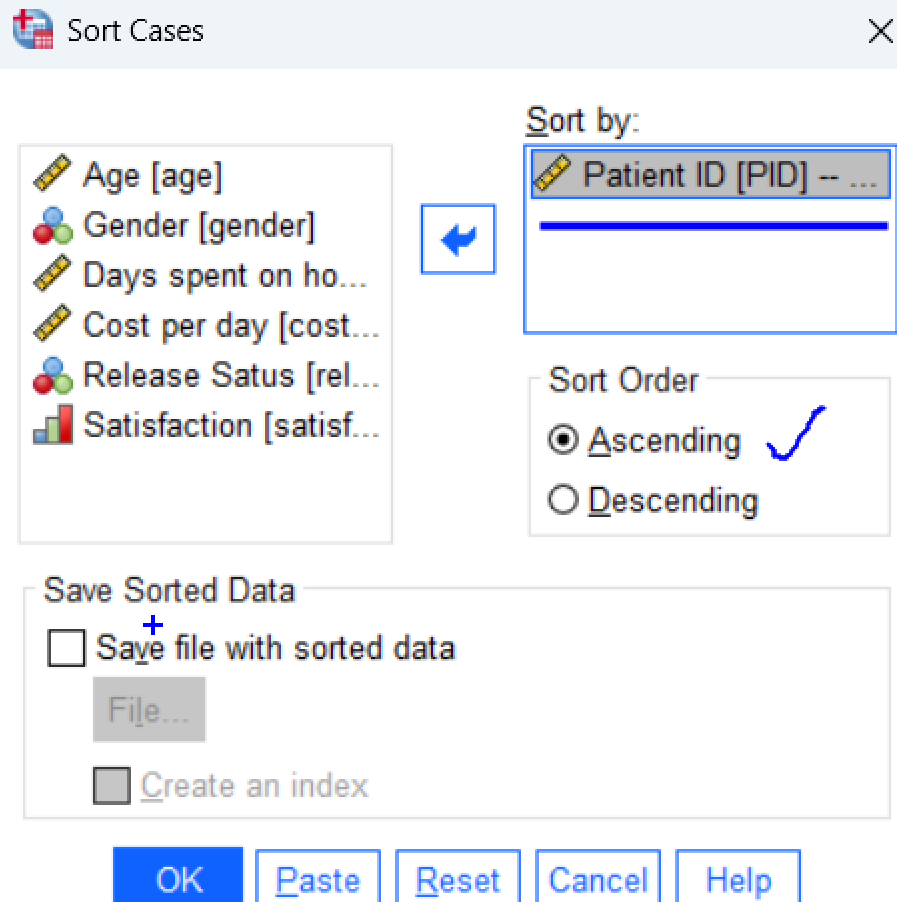 Sort Cases
Sort by:
Age [age]
Gender [gender]
Days spent on ho...
Cost per day [cost...
Release Satus [rel...
Satisfaction [satisf...
Patient ID [PID] -- ...
Sort Order
Ascending
Descending
Save Sorted Data
Save file with sorted data
File...
Create an index
OK
Paste
Reset
Cancel
Help